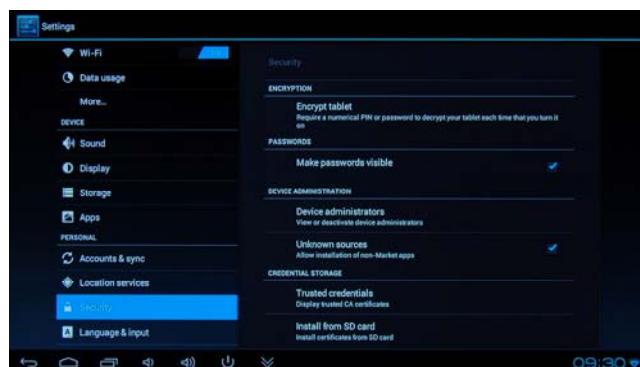 Settings
Wi-Fi
Data usage
More...
DEVICE
Sound
Display
Storage
Apps
PERSONAL
Accounts & sync
Location services
Security
Language & input
Security
ENCRYPTION
Encrypt tablet
Require a numerical PIN or password to decrypt your tablet each time that you turn it
on
PASSWORDS
Make passwords visible
DEVICE ADMINISTRATION
Device administrators
View or deactivate device administrators
Unknown sources
Allow installation of non-Market apps
CREDENTIAL STORAGE
Trusted credentials
Display trusted CA certificates
Install from SD card
Install certificates from SD card
09:30